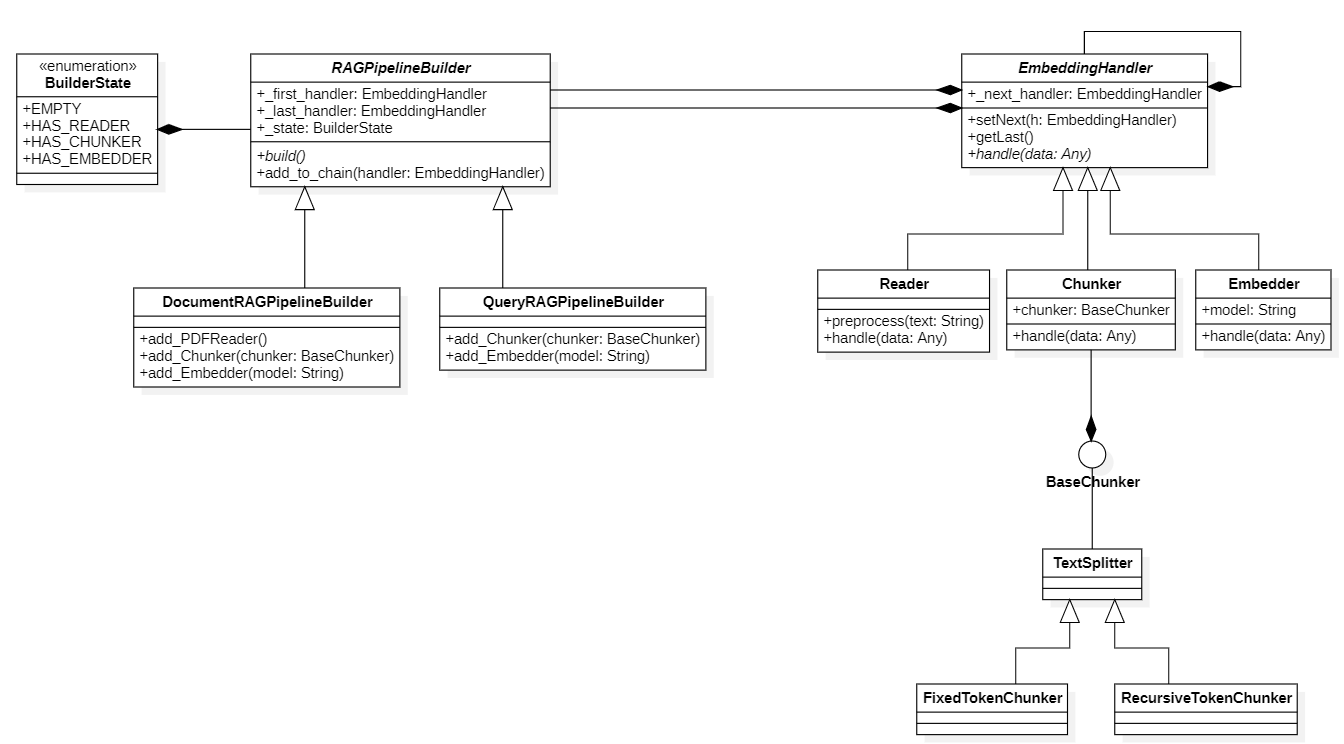 «enumeration»
BuilderState
+EMPTY
+HAS_READER
+HAS_CHUNKER
+HAS_EMBEDDER
RAGPipelineBuilder
+_first_handler: EmbeddingHandler
+_last_handler: EmbeddingHandler
+_state: BuilderState
+build()
+add_to_chain(handler: EmbeddingHandler)
EmbeddingHandler
+_next_handler: EmbeddingHandler
+setNext(h: EmbeddingHandler)
+getLast()
+handle(data: Any)
DocumentRAGPipelineBuilder
+add_PDFReader()
+add_Chunker(chunker: BaseChunker)
+add_Embedder(model: String)
QueryRAGPipelineBuilder
+add_Chunker(chunker: BaseChunker)
+add_Embedder(model: String)
Reader
+preprocess(text: String)
+handle(data: Any)
Chunker
+chunker: BaseChunker
+handle(data: Any)
Embedder
+model: String
+handle(data: Any)
BaseChunker
TextSplitter
FixedTokenChunker
RecursiveTokenChunker